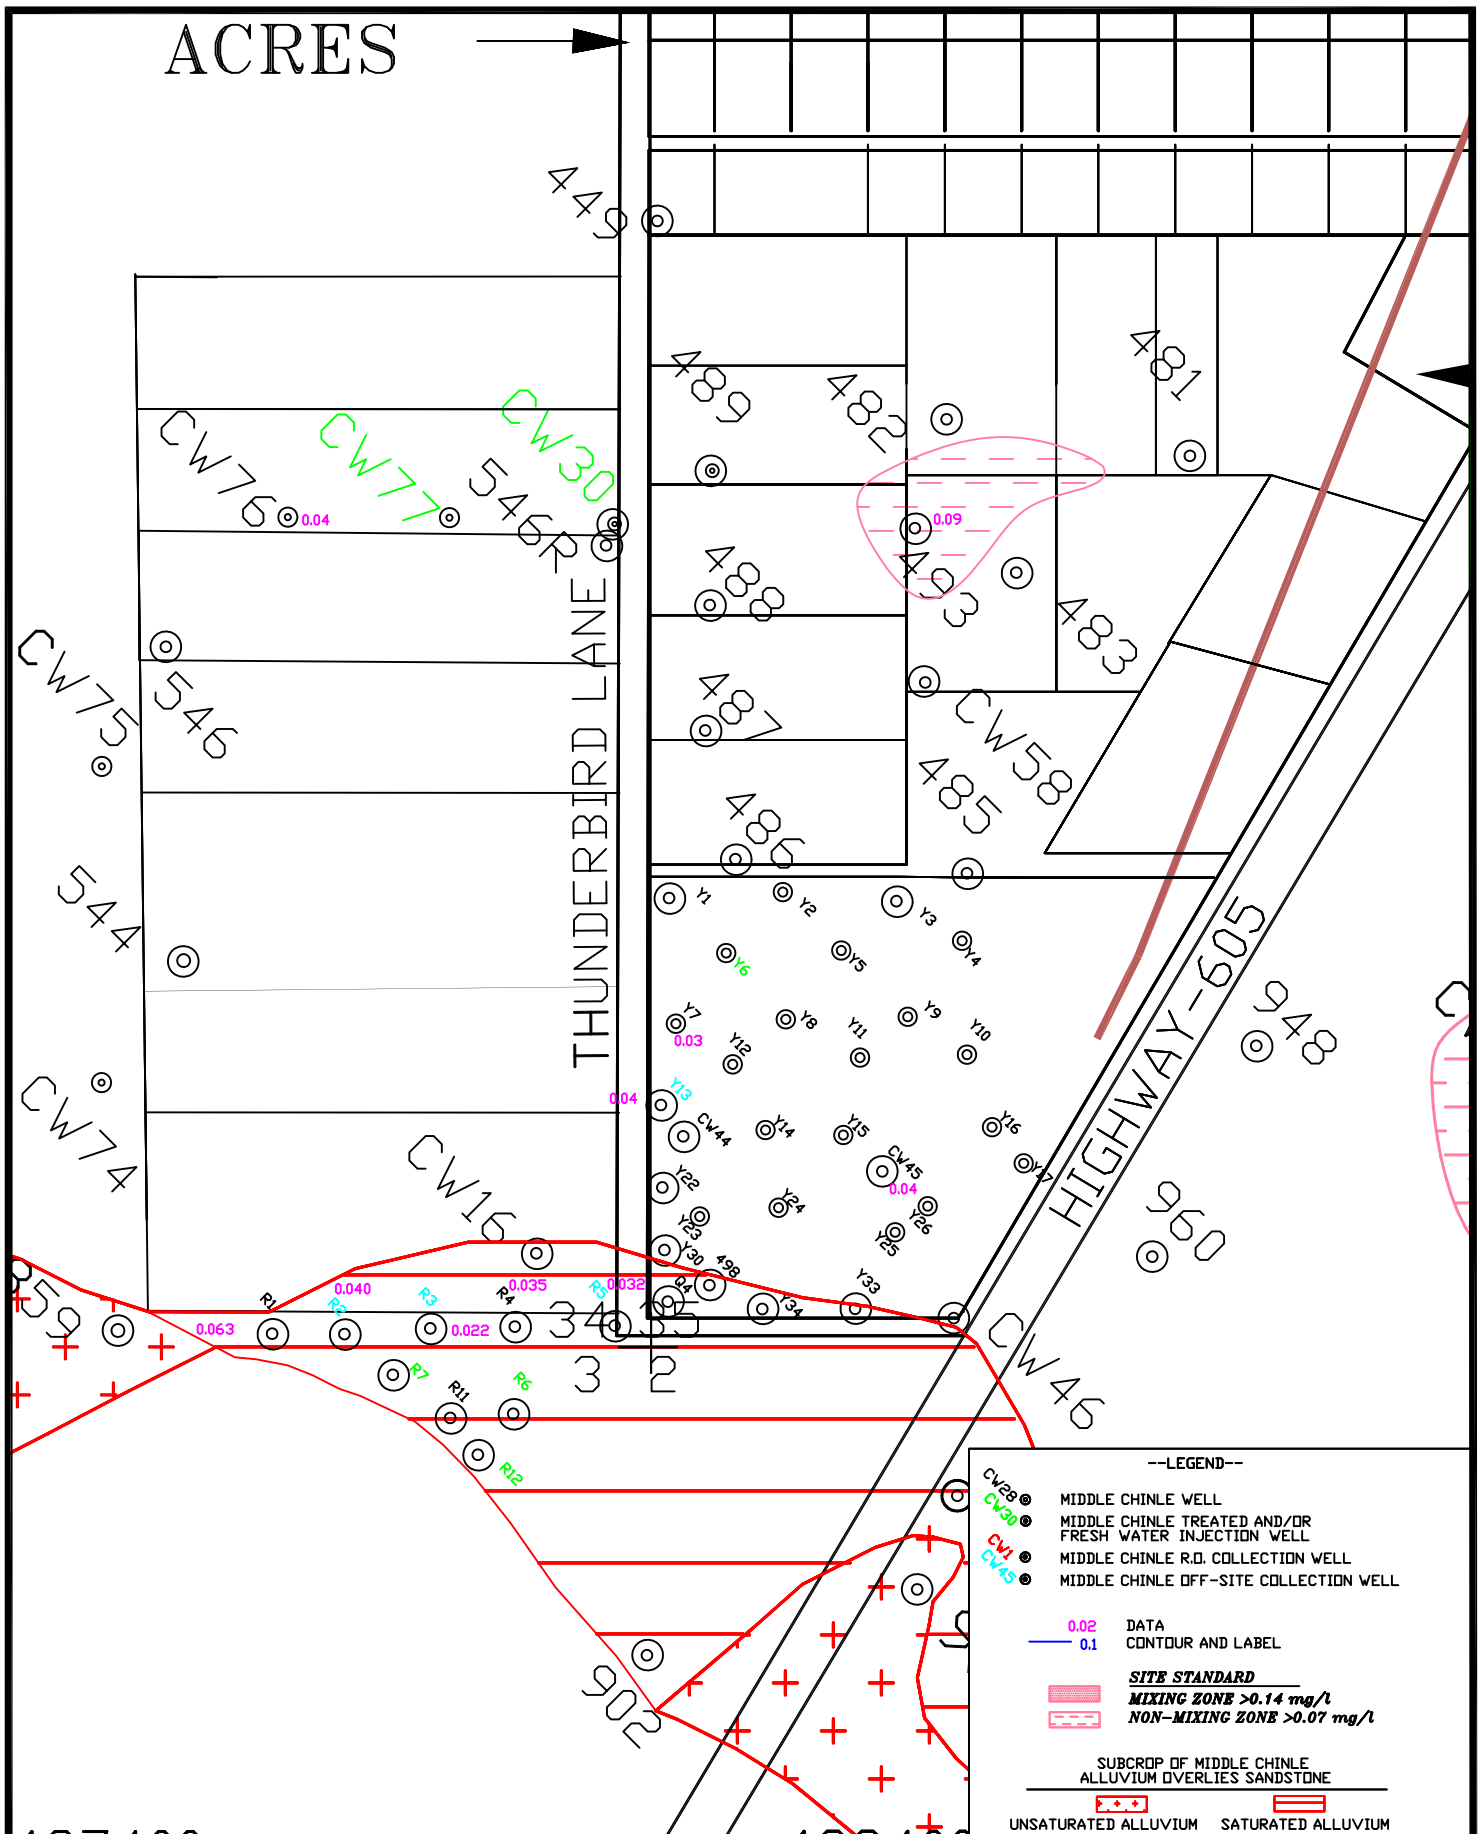 ACRES
449
481
489
482
CW30
CW77
CW76
546R
0.04
0.09
493
488
483
CW75
546
487
CW58
485
486
THUNDERBIRD LANE
544
Y1
Y2
Y3
Y4
Y5
Y6
HIGHWAY-605
948
Y7
0.03
Y8
Y9
Y10
Y11
Y12
CW74
0.04
Y13
CW44
Y14
Y15
Y16
Y17
CW45
0.04
CW16
Y22
Y23
Y24
Y25
Y26
960
Y30
498
Q4
Y33
Y34
859
0.040
0.035
0.032
R1
R2
R3
R4
R5
0.063
0.022
34
35
3
2
CW46
R7
R6
R11
R12
902
--LEGEND--
CW28 MIDDLE CHINLE WELL
CW30 MIDDLE CHINLE TREATED AND/OR
FRESH WATER INJECTION WELL
CW1 MIDDLE CHINLE R.O. COLLECTION WELL
CW45 MIDDLE CHINLE OFF-SITE COLLECTION WELL
0.02 DATA
0.1 CONTOUR AND LABEL
SITE STANDARD
MIXING ZONE >0.14 mg/l
NON-MIXING ZONE >0.07 mg/l
SUBCROP OF MIDDLE CHINLE
ALLUVIUM OVERLIES SANDSTONE
UNSATURATED ALLUVIUM SATURATED ALLUVIUM